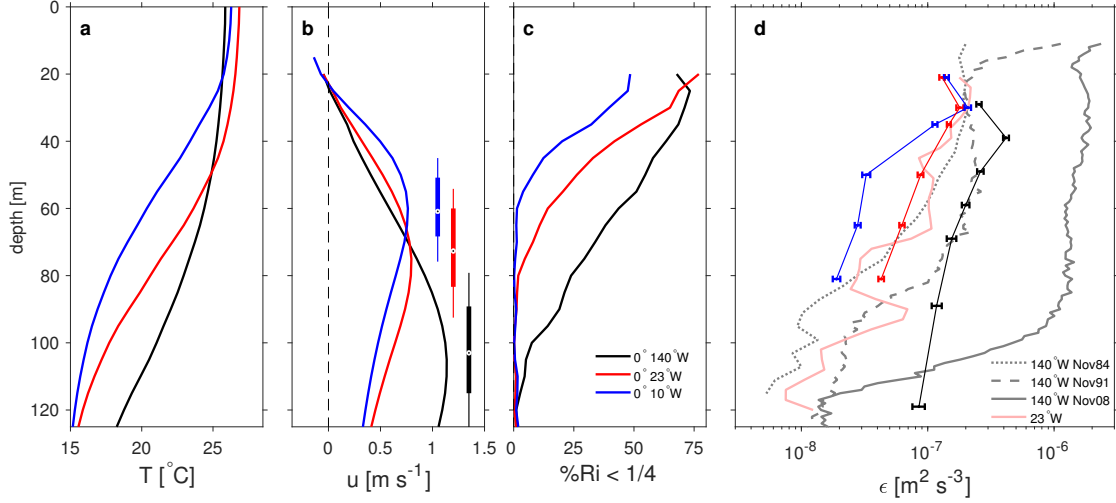 a
b
c
d
depth [m]
0
20
40
60
80
100
120
15
20
25
T [°C]
0
0.5
1
1.5
u [m s⁻¹]
0° 140°W
0° 23°W
0° 10°W
0
25
50
75
%Ri < 1/4
140°W Nov84
140°W Nov91
140°W Nov08
23°W
10⁻⁸
10⁻⁷
10⁻⁶
ϵ [m² s⁻³]